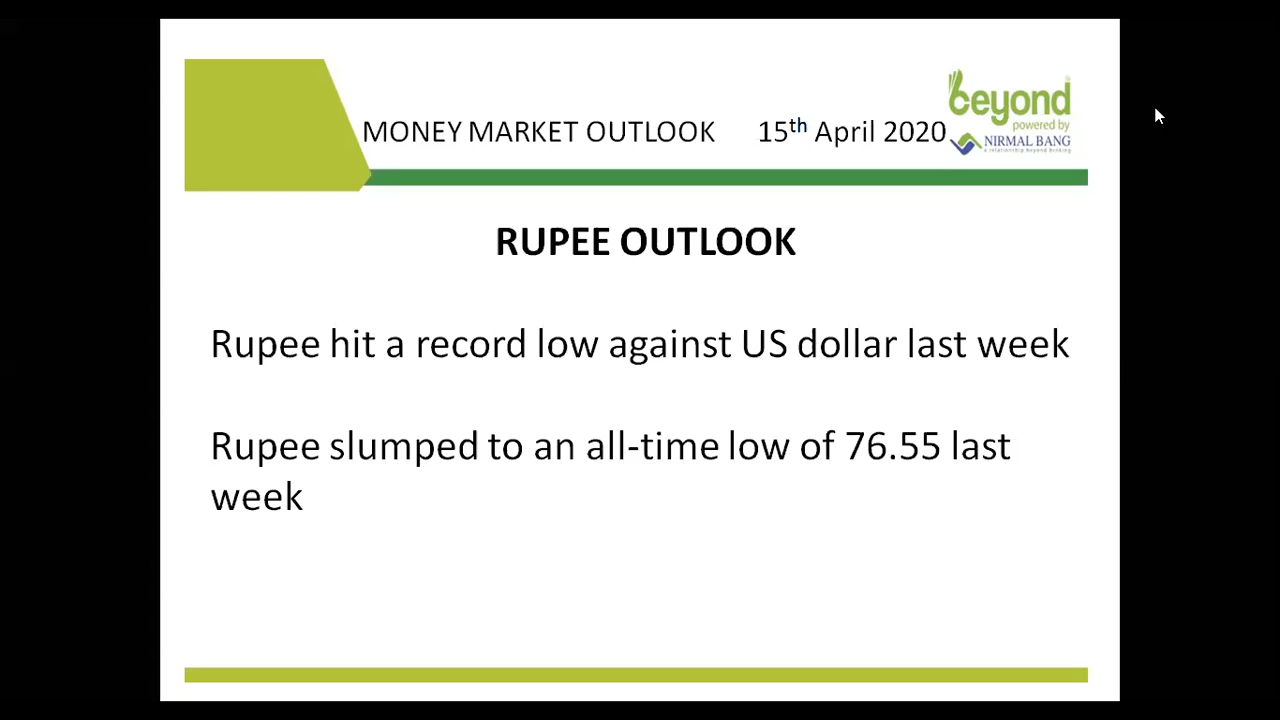 MONEY MARKET OUTLOOK 15th April 2020
beyond
powered by
NIRMAL BANG
a relationship beyond broking
RUPEE OUTLOOK
Rupee hit a record low against US dollar last week
Rupee slumped to an all-time low of 76.55 last
week